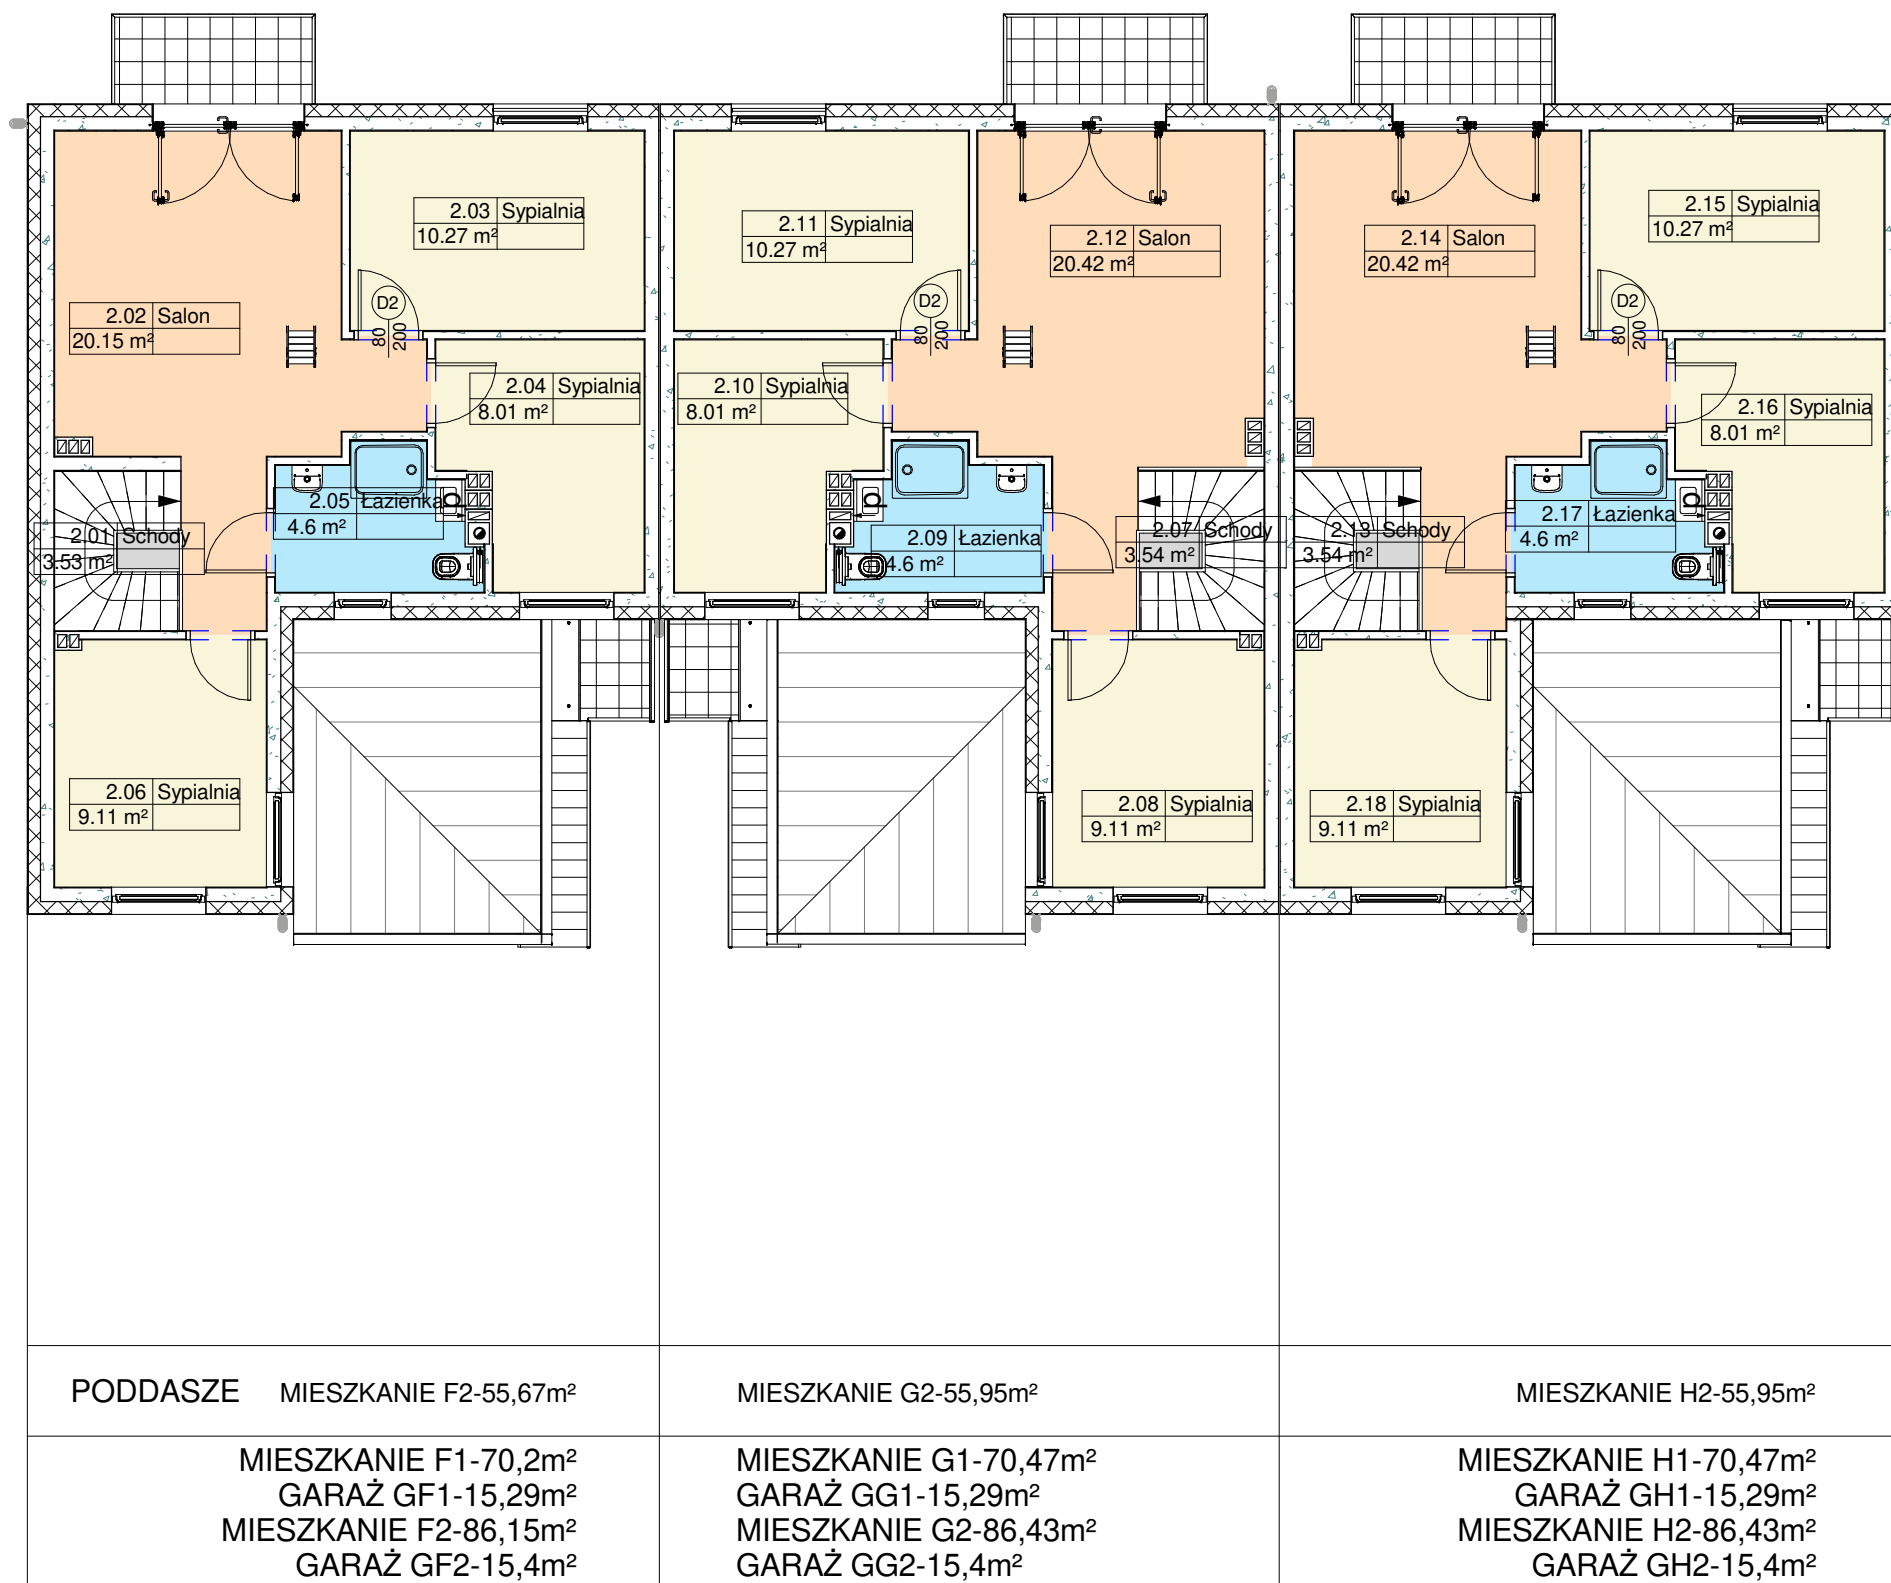 2.03 Sypialnia
10.27 m²
2.11 Sypialnia
10.27 m²
2.12 Salon
20.42 m²
2.14 Salon
20.42 m²
2.15 Sypialnia
10.27 m²
2.02 Salon
20.15 m²
D2
80
200
D2
80
200
D2
80
200
2.04 Sypialnia
8.01 m²
2.10 Sypialnia
8.01 m²
2.16 Sypialnia
8.01 m²
2.01 Schody
3.53 m²
2.05 Łazienka
4.6 m²
2.09 Łazienka
4.6 m²
2.07 Schody
3.54 m²
2.13 Schody
3.54 m²
2.17 Łazienka
4.6 m²
2.06 Sypialnia
9.11 m²
2.08 Sypialnia
9.11 m²
2.18 Sypialnia
9.11 m²
PODDASZE MIESZKANIE F2-55,67m²
MIESZKANIE G2-55,95m²
MIESZKANIE H2-55,95m²
MIESZKANIE F1-70,2m²
GARAŻ GF1-15,29m²
MIESZKANIE F2-86,15m²
GARAŻ GF2-15,4m²
MIESZKANIE G1-70,47m²
GARAŻ GG1-15,29m²
MIESZKANIE G2-86,43m²
GARAŻ GG2-15,4m²
MIESZKANIE H1-70,47m²
GARAŻ GH1-15,29m²
MIESZKANIE H2-86,43m²
GARAŻ GH2-15,4m²